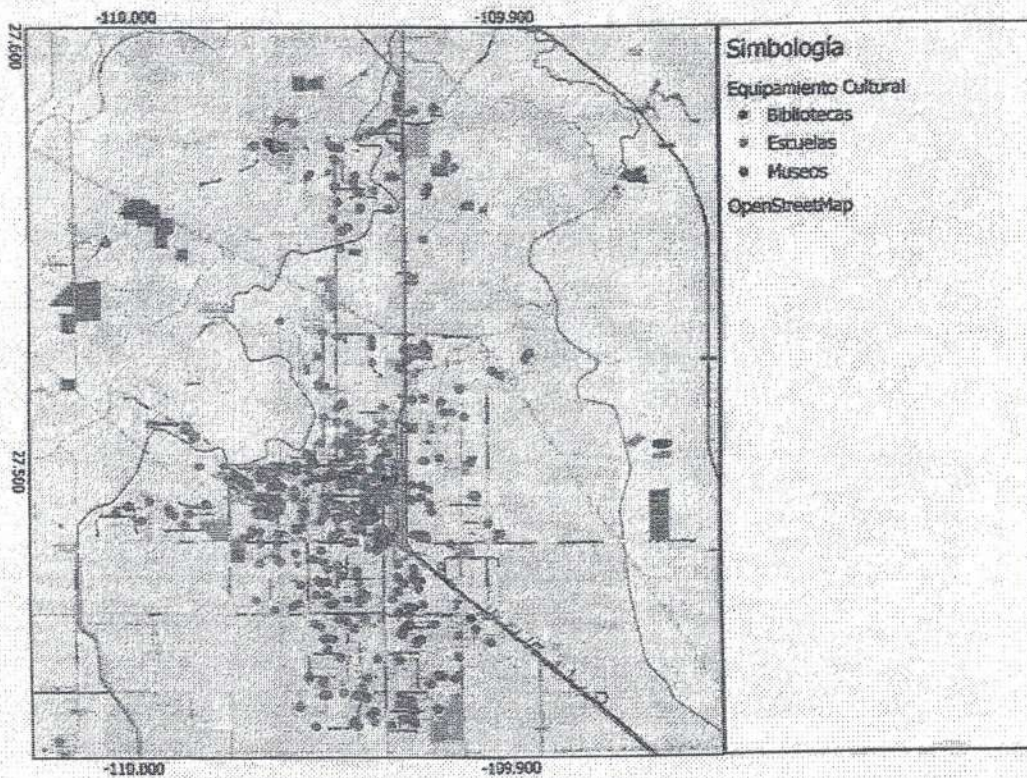 -110.000
-109.900
27.600
Simbología
Equipamiento Cultural
Bibliotecas
Escuelas
Museos
OpenStreetMap
27.500
-110.000
-109.900